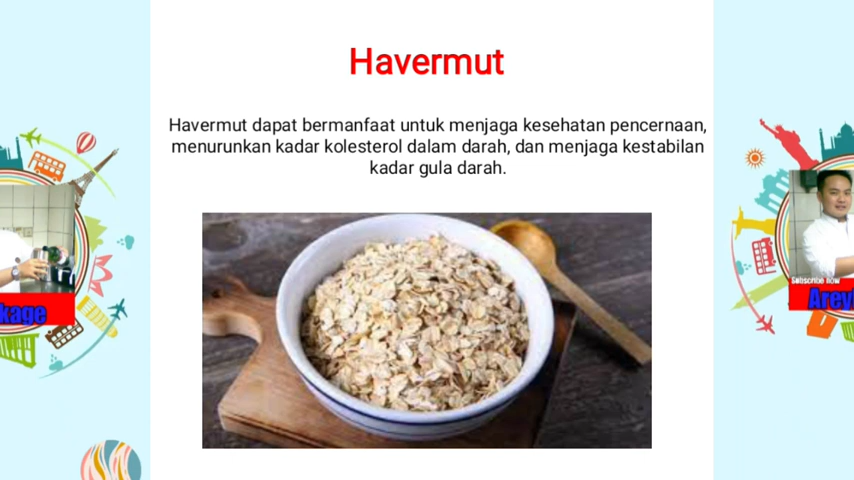 Havermut
Havermut dapat bermanfaat untuk menjaga kesehatan pencernaan,
menurunkan kadar kolesterol dalam darah, dan menjaga kestabilan
kadar gula darah.
kage
Subscribe now
Arey